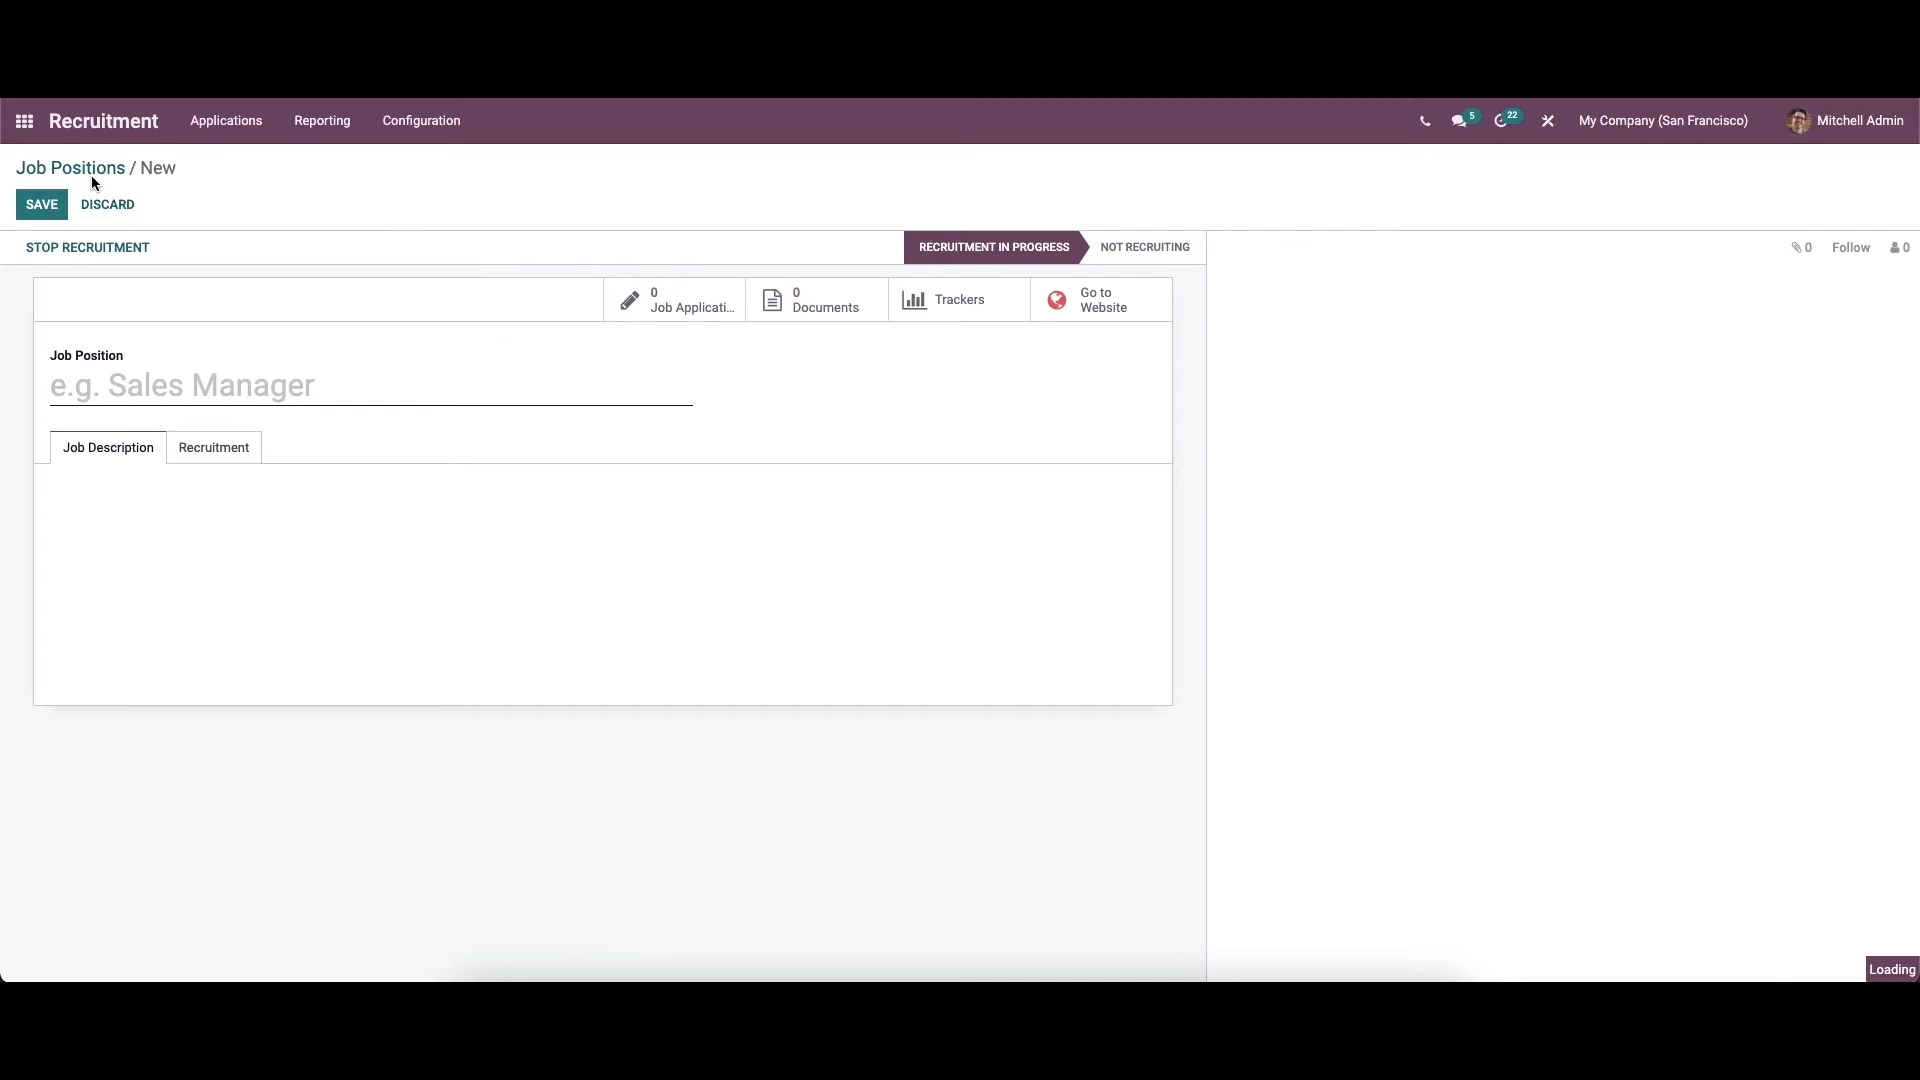 Recruitment Applications Reporting Configuration 5 22 My Company (San Francisco) Mitchell Admin
Job Positions / New
SAVE DISCARD
STOP RECRUITMENT RECRUITMENT IN PROGRESS NOT RECRUITING 0 Follow 0
0
Job Applicati...
0
Documents
Trackers
Go to
Website
Job Position
e.g. Sales Manager
Job Description Recruitment
Loading